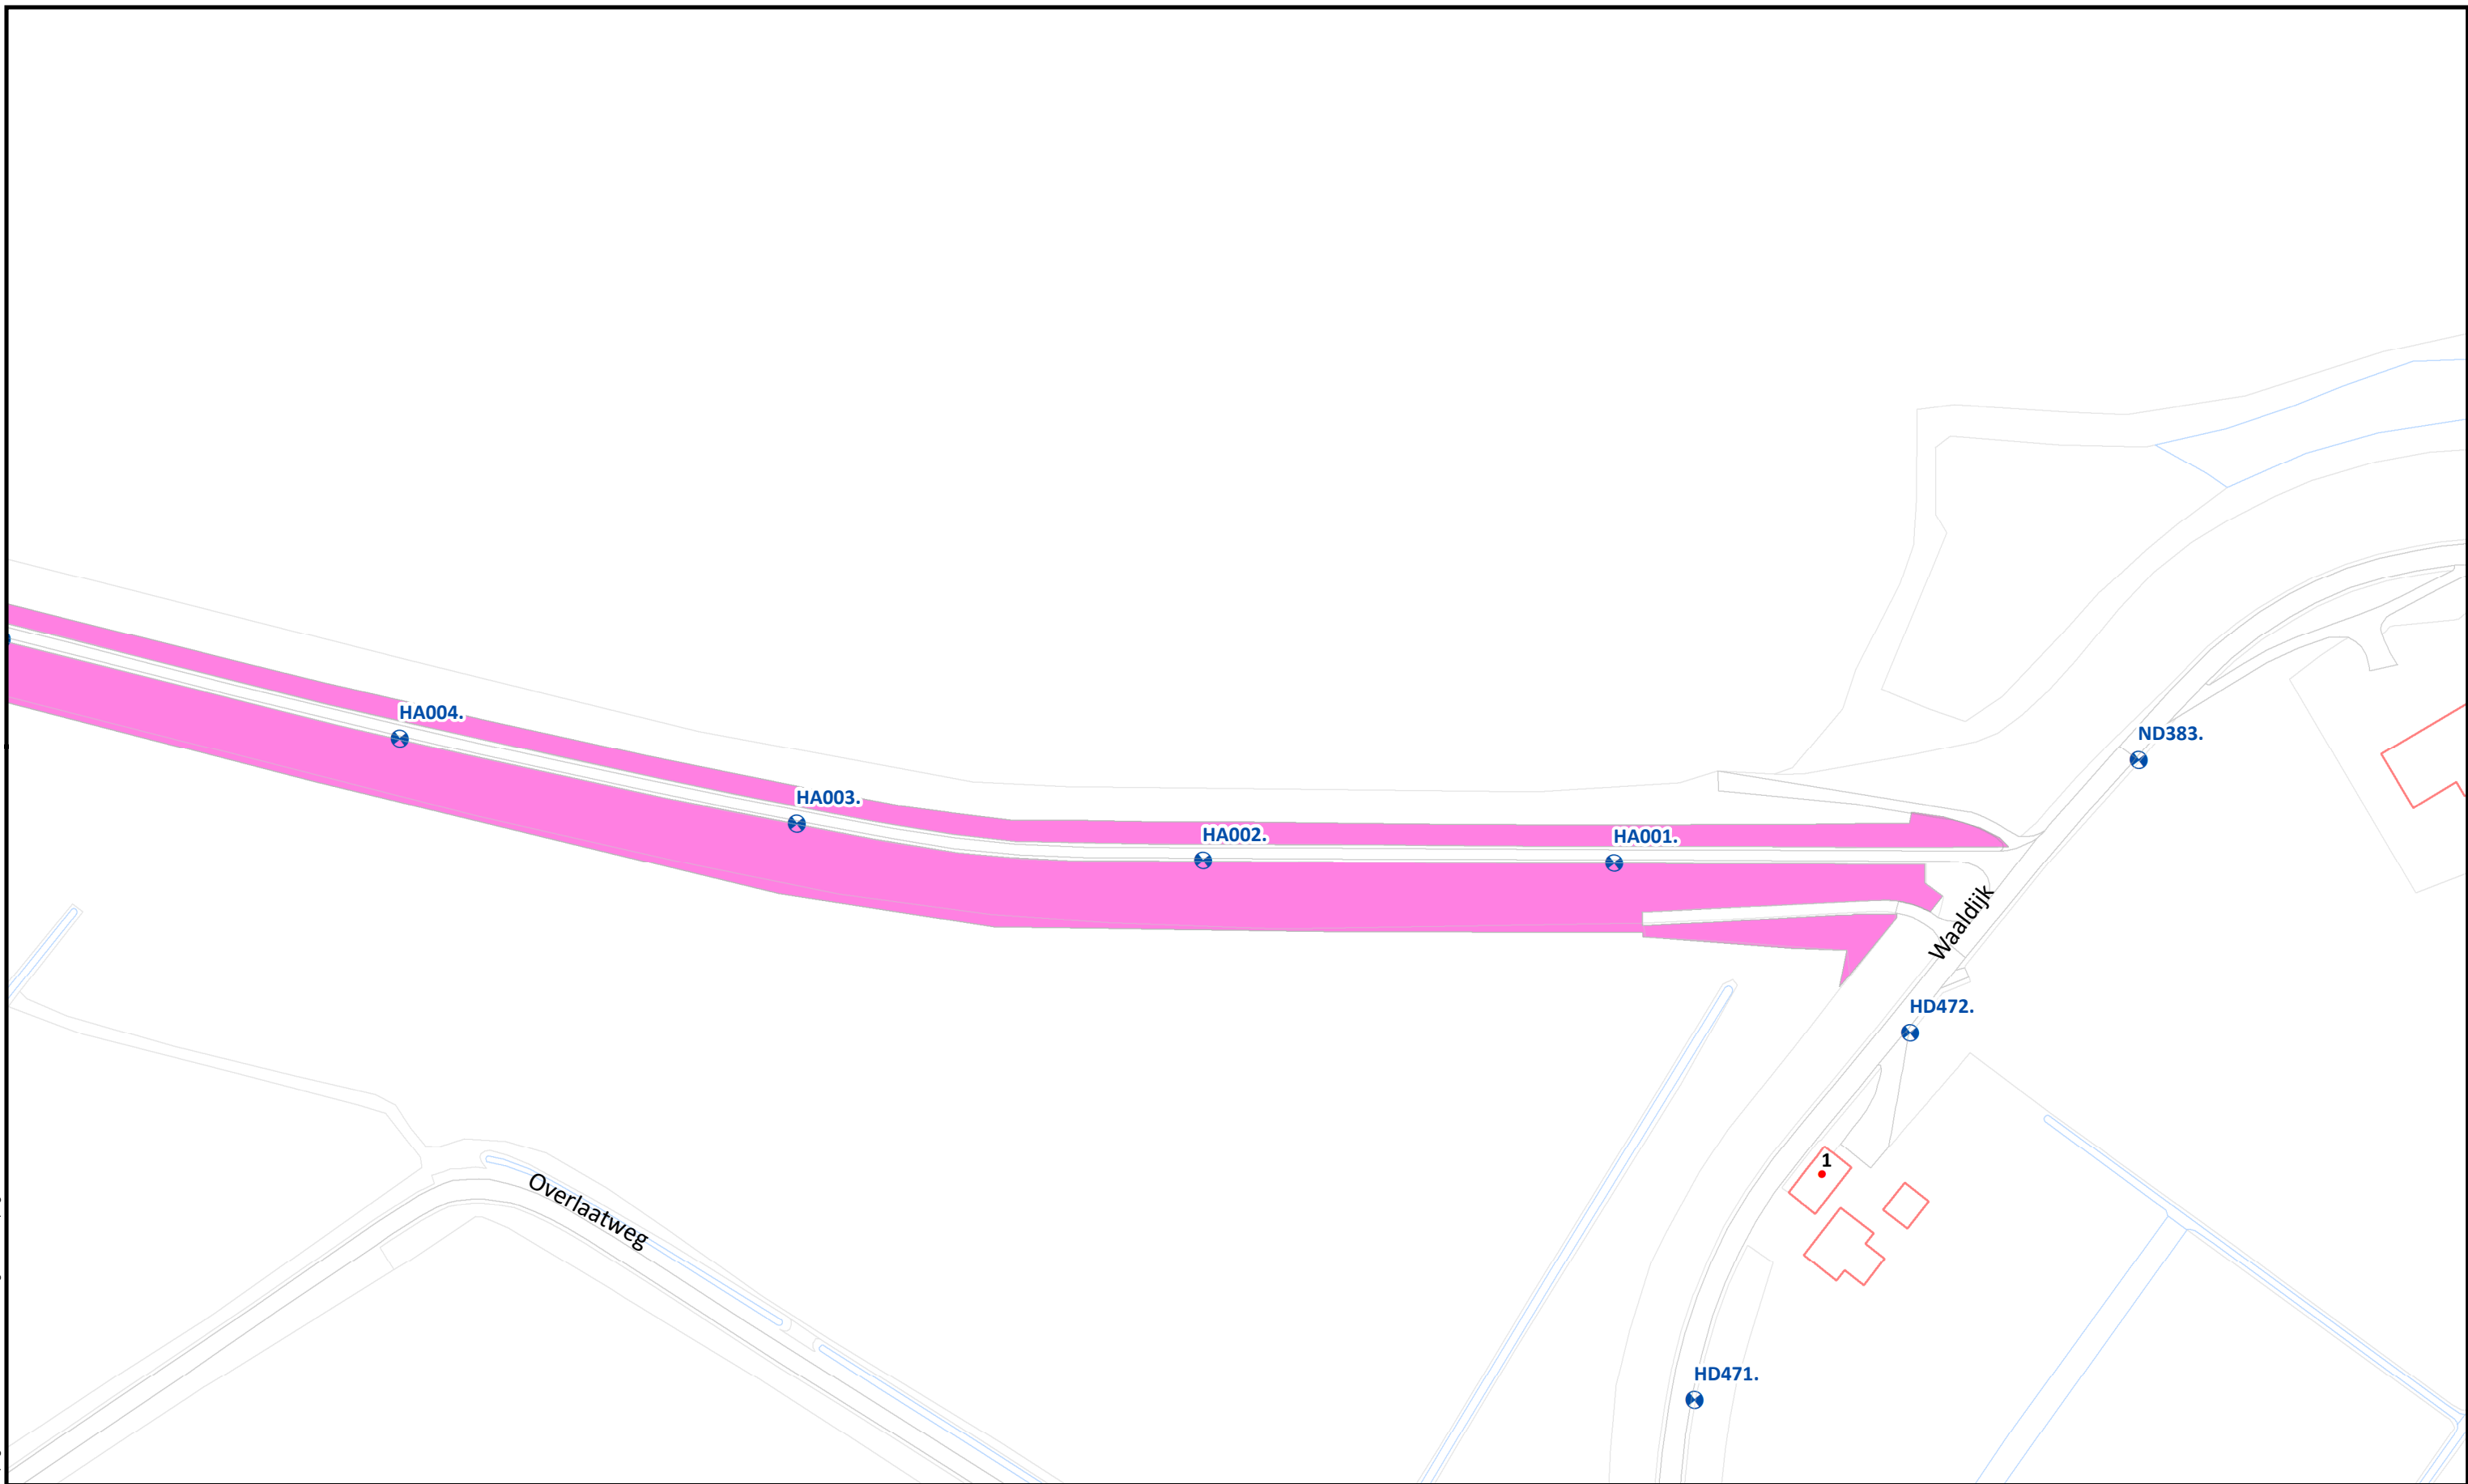 HA004.
ND383.
HA003.
HA002.
HA001.
Waaldijk
HD472.
1
Overlaatweg
HD471.